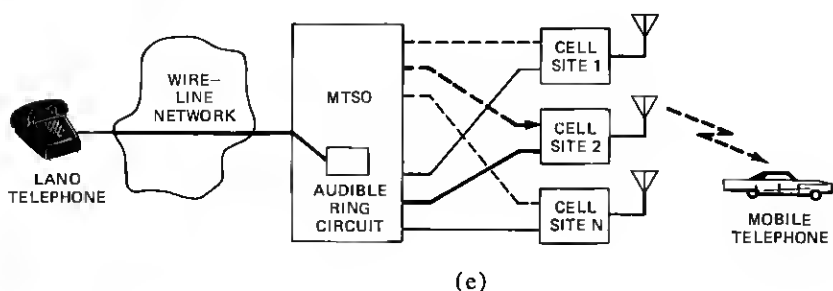 WIRE-
LINE
NETWORK
LANO
TELEPHONE
MTSO
AUDIBLE
RING
CIRCUIT
CELL
SITE 1
CELL
SITE 2
CELL
SITE N
MOBILE
TELEPHONE
(e)